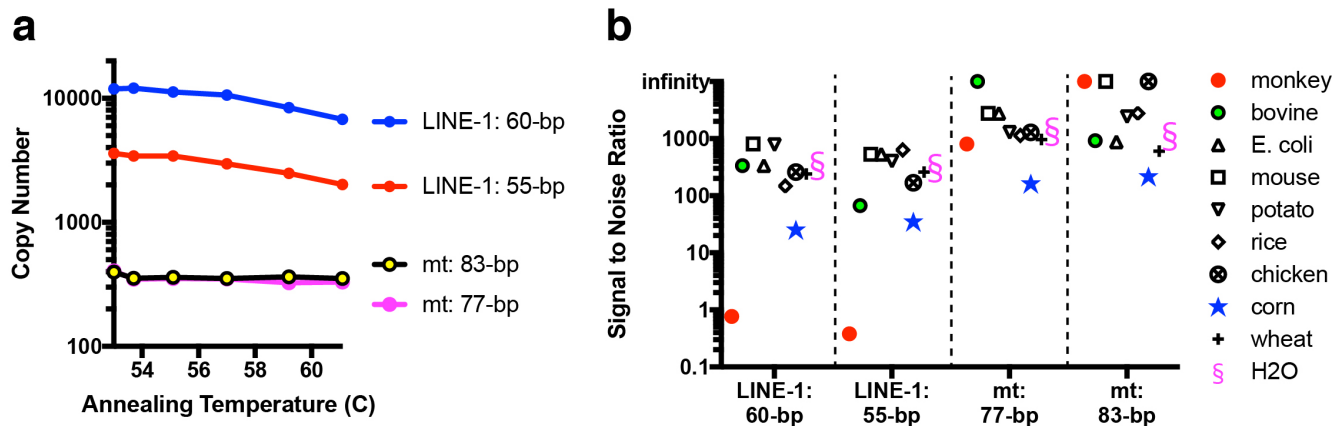 a
Copy Number
10000
1000
100
54 56 58 60
Annealing Temperature (C)
LINE-1: 60-bp
LINE-1: 55-bp
mt: 83-bp
mt: 77-bp
b
Signal to Noise Ratio
infinity
1000
100
10
1
0.1
LINE-1: LINE-1: mt: mt:
60-bp 55-bp 77-bp 83-bp
monkey
bovine
E. coli
mouse
potato
rice
chicken
corn
wheat
§ H2O